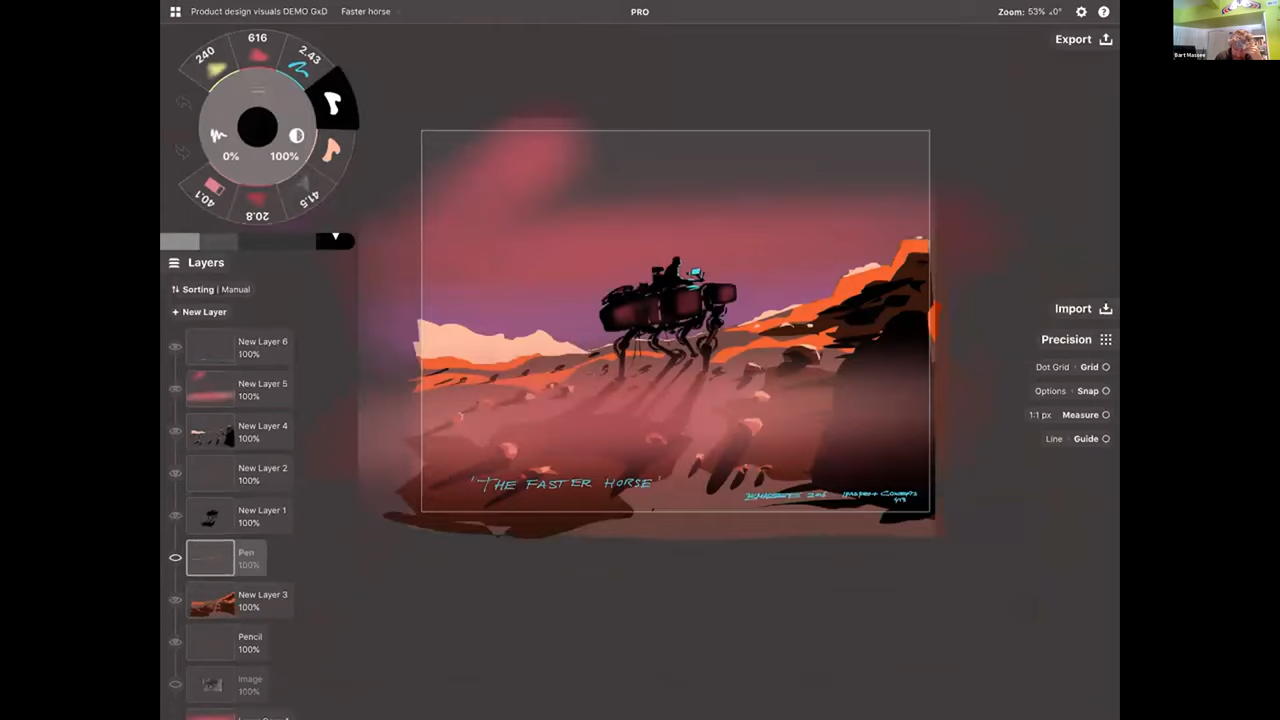 Product design visuals DEMO GxD
Faster horse
PRO
Zoom: 53% ⊿0°
Export
240
616
2.43
0%
100%
40.1
20.8
41.5
Layers
Sorting | Manual
+ New Layer
New Layer 6
100%
New Layer 5
100%
New Layer 4
100%
New Layer 2
100%
New Layer 1
100%
Pen
100%
New Layer 3
100%
Pencil
100%
Image
100%
Import
Precision
Dot Grid · Grid
Options · Snap
1:1 px Measure
Line · Guide
'THE FASTER HORSE'
CONCEPTS
Bart Massee